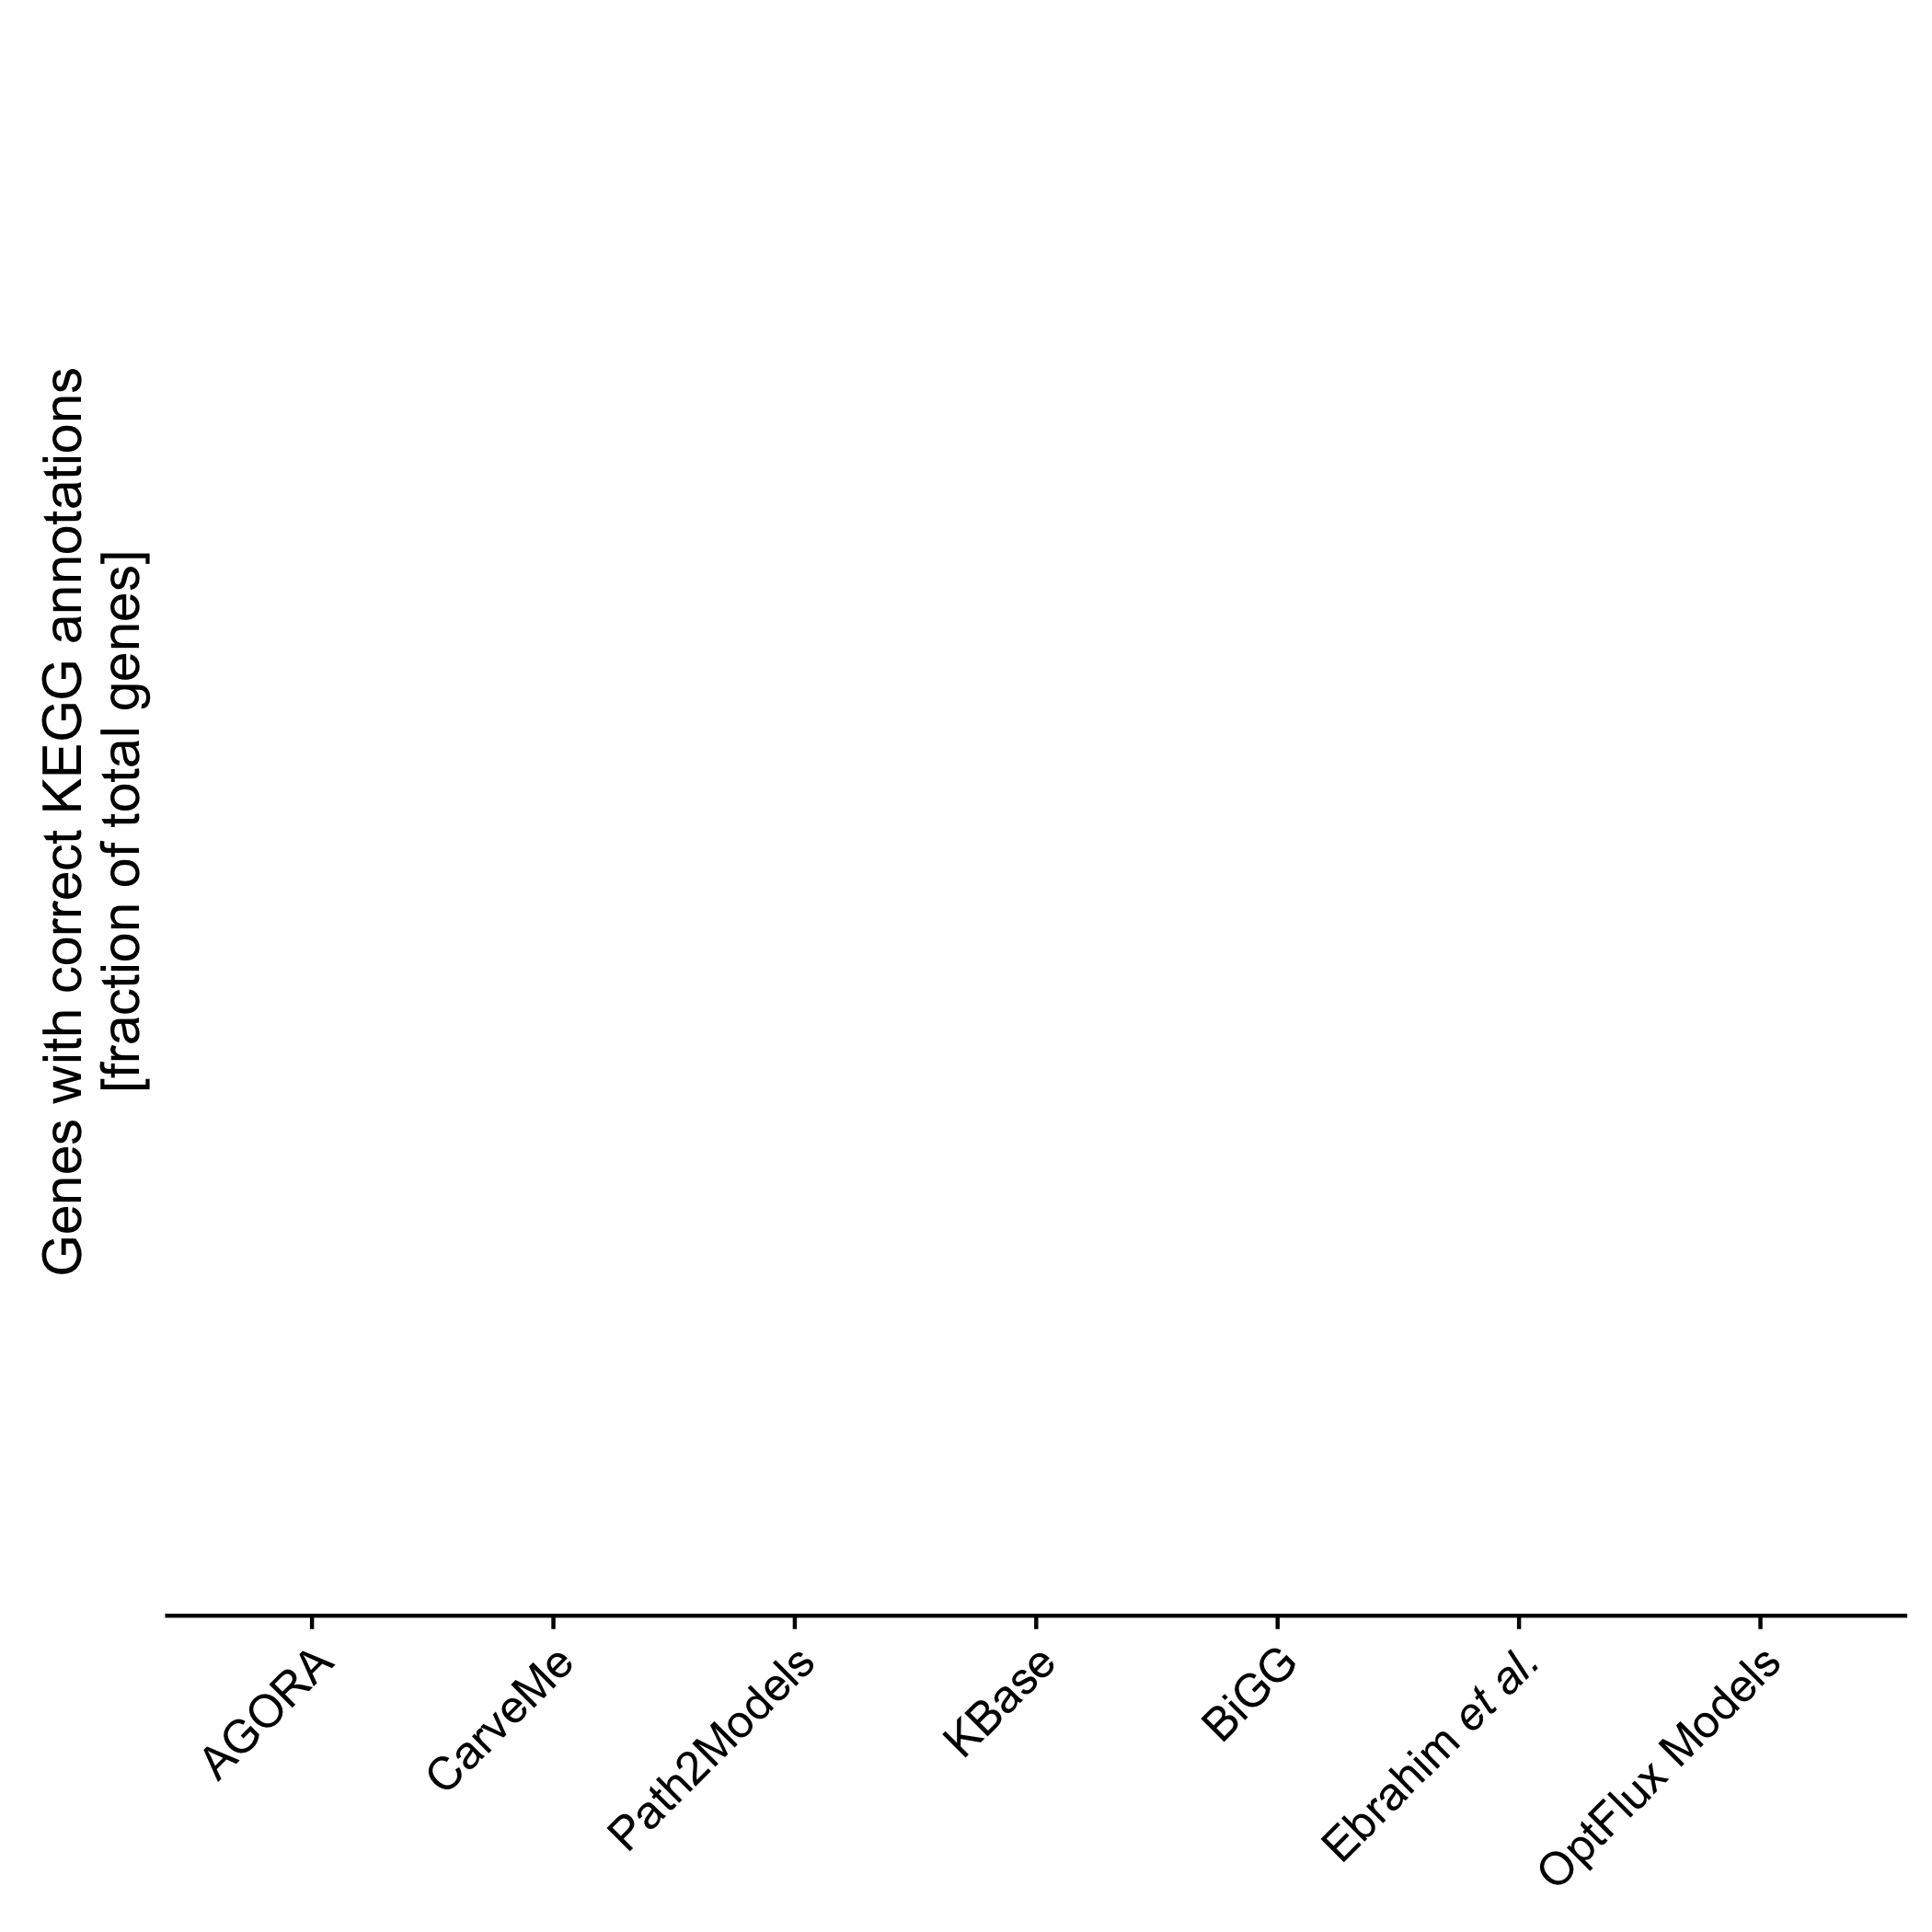 Genes with correct KEGG annotations
[fraction of total genes]
AGORA
CarveMe
Path2Models
KBase
BiGG
Ebrahim et al.
OptFlux Models